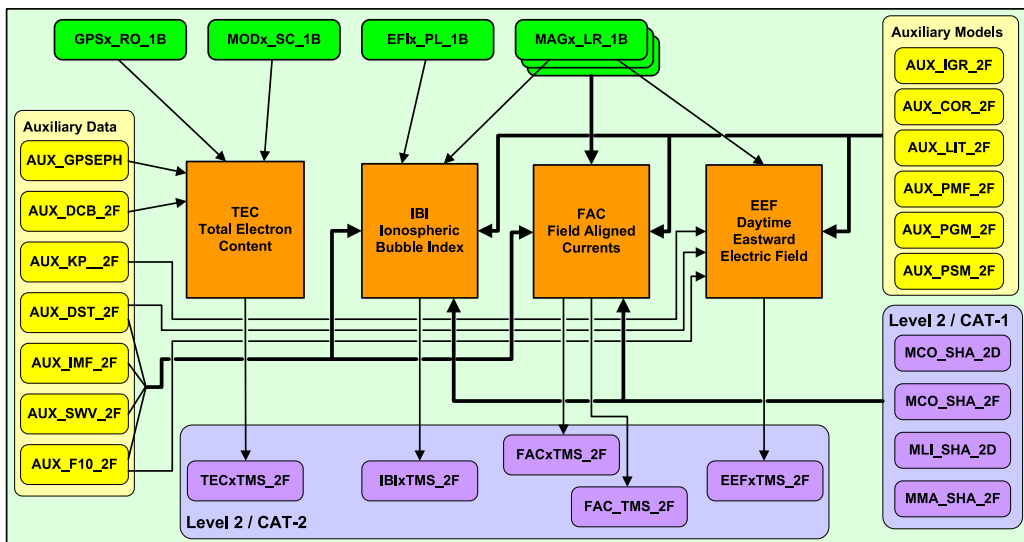 GPSx_RO_1B
MODx_SC_1B
EFIx_PL_1B
MAGx_LR_1B
Auxiliary Models
AUX_IGR_2F
AUX_COR_2F
AUX_LIT_2F
AUX_PMF_2F
AUX_PGM_2F
AUX_PSM_2F
Auxiliary Data
AUX_GPSEPH
AUX_DCB_2F
AUX_KP__2F
AUX_DST_2F
AUX_IMF_2F
AUX_SWV_2F
AUX_F10_2F
TEC
Total Electron
Content
IBI
Ionospheric
Bubble Index
FAC
Field Aligned
Currents
EEF
Daytime
Eastward
Electric Field
Level 2 / CAT-1
MCO_SHA_2D
MCO_SHA_2F
MLI_SHA_2D
MMA_SHA_2F
TECxTMS_2F
IBIxTMS_2F
FACxTMS_2F
FAC_TMS_2F
EEFxTMS_2F
Level 2 / CAT-2